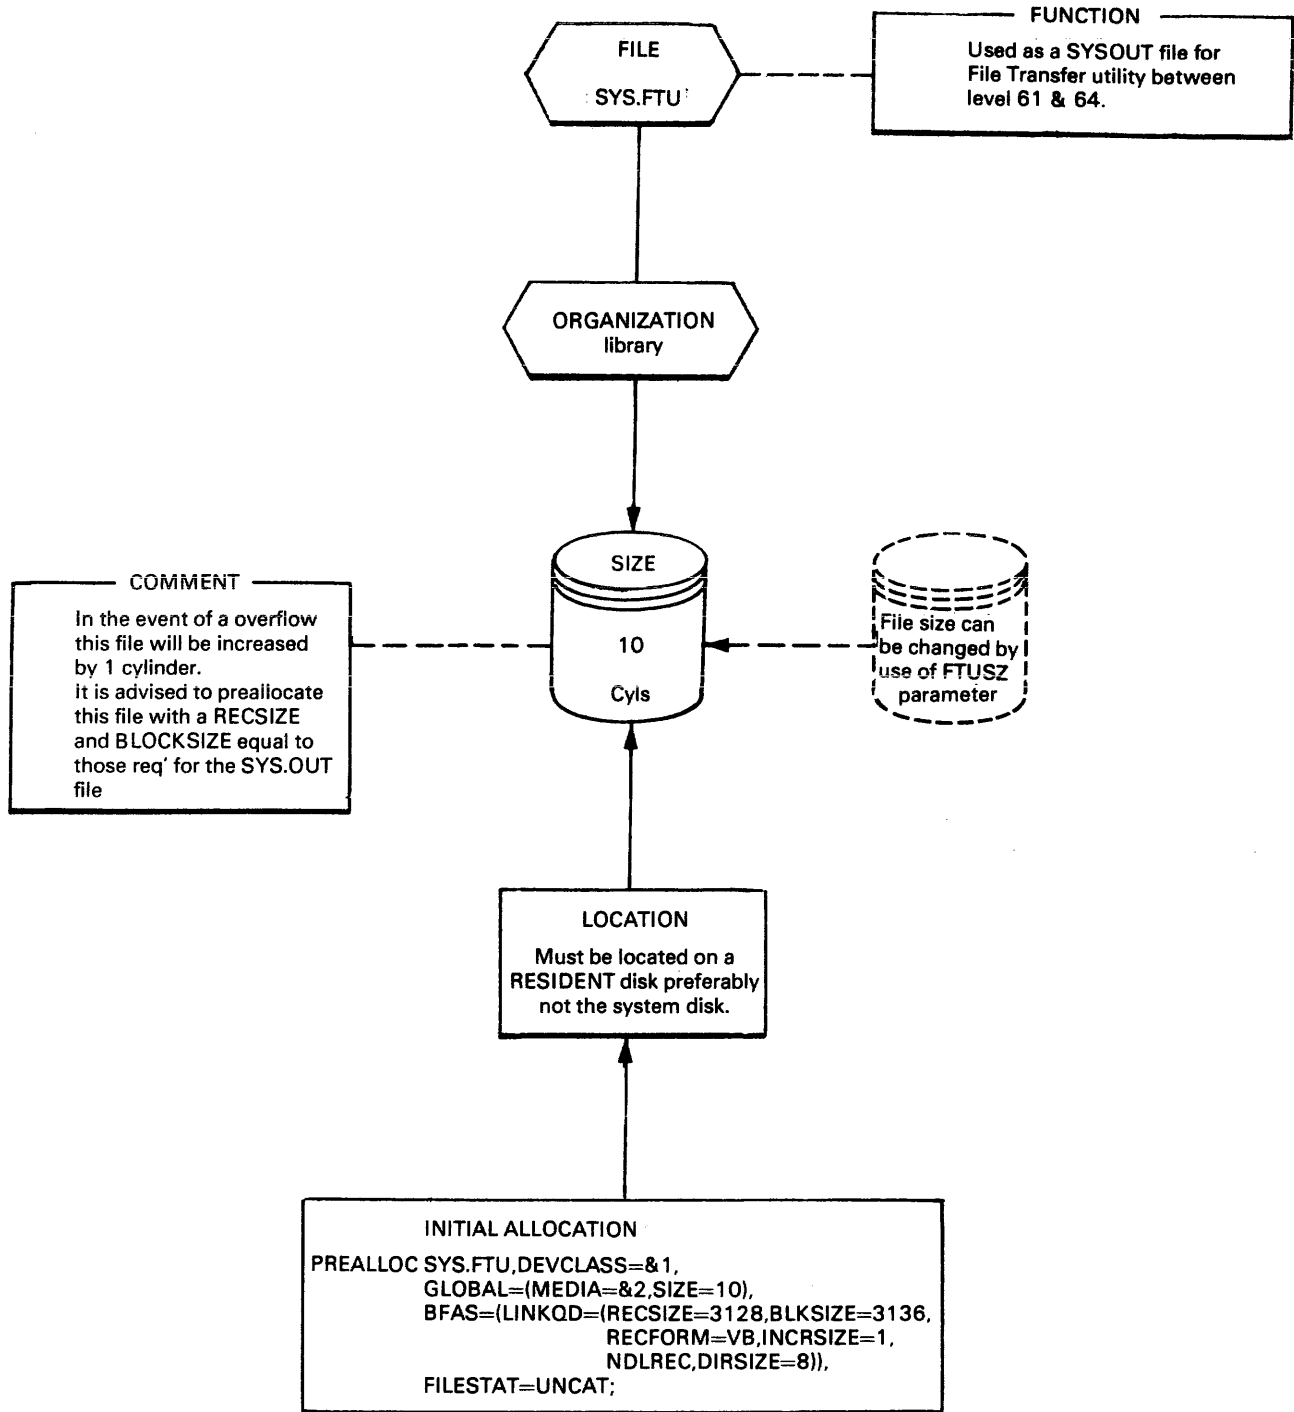 FUNCTION
FILE
SYS.FTU
Used as a SYSOUT file for
File Transfer utility between
level 61 & 64.
ORGANIZATION
library
SIZE
10
Cyls
COMMENT
In the event of a overflow
this file will be increased
by 1 cylinder.
It is advised to preallocate
this file with a RECSIZE
and BLOCKSIZE equal to
those req' for the SYS.OUT
file
File size can
be changed by
use of FTUSZ
parameter
LOCATION
Must be located on a
RESIDENT disk preferably
not the system disk.
INITIAL ALLOCATION
PREALLOC SYS.FTU,DEVCLASS=&1,
GLOBAL=(MEDIA=&2,SIZE=10),
BFAS=(LINKQD=(RECSIZE=3128,BLKSIZE=3136,
RECFORM=VB,INCRSIZE=1,
NDLREC,DIRSIZE=8)),
FILESTAT=UNCAT;